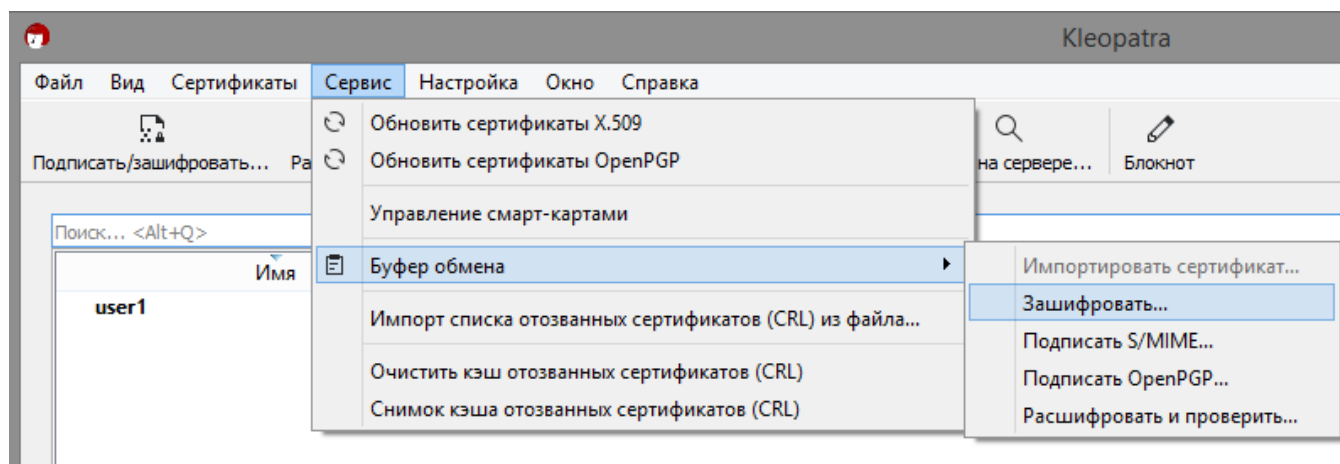 Kleopatra
Файл Вид Сертификаты Сервис Настройка Окно Справка
Подписать/зашифровать... на сервере... Блокнот
Поиск... <Alt+Q>
Имя
user1
Обновить сертификаты X.509
Обновить сертификаты OpenPGP
Управление смарт-картами
Буфер обмена
Импорт списка отозванных сертификатов (CRL) из файла...
Очистить кэш отозванных сертификатов (CRL)
Снимок кэша отозванных сертификатов (CRL)
Импортировать сертификат...
Зашифровать...
Подписать S/MIME...
Подписать OpenPGP...
Расшифровать и проверить...